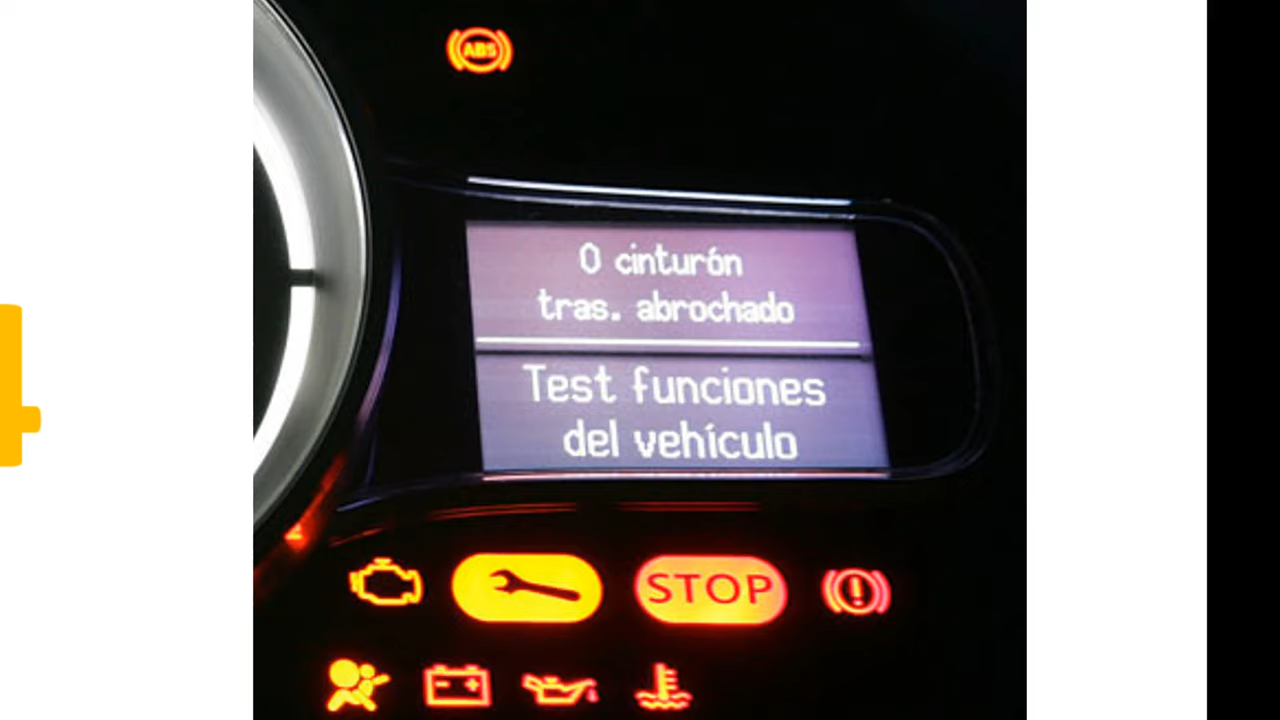 ABS
0 cinturón
tras. abrochado
Test funciones
del vehículo
STOP